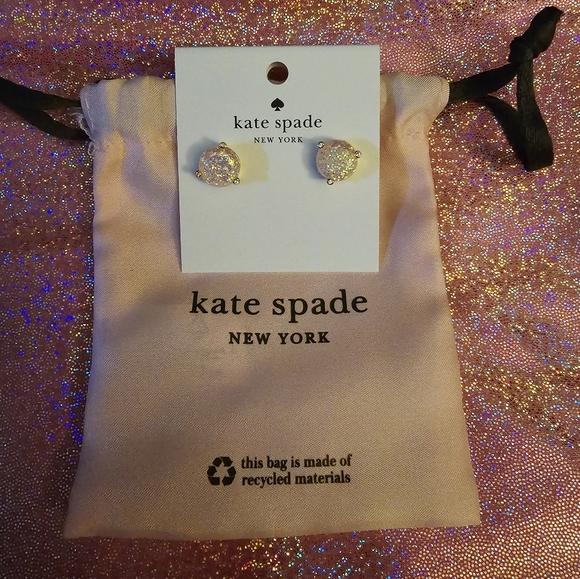 kate spade
NEW YORK
kate spade
NEW YORK
this bag is made of
recycled materials